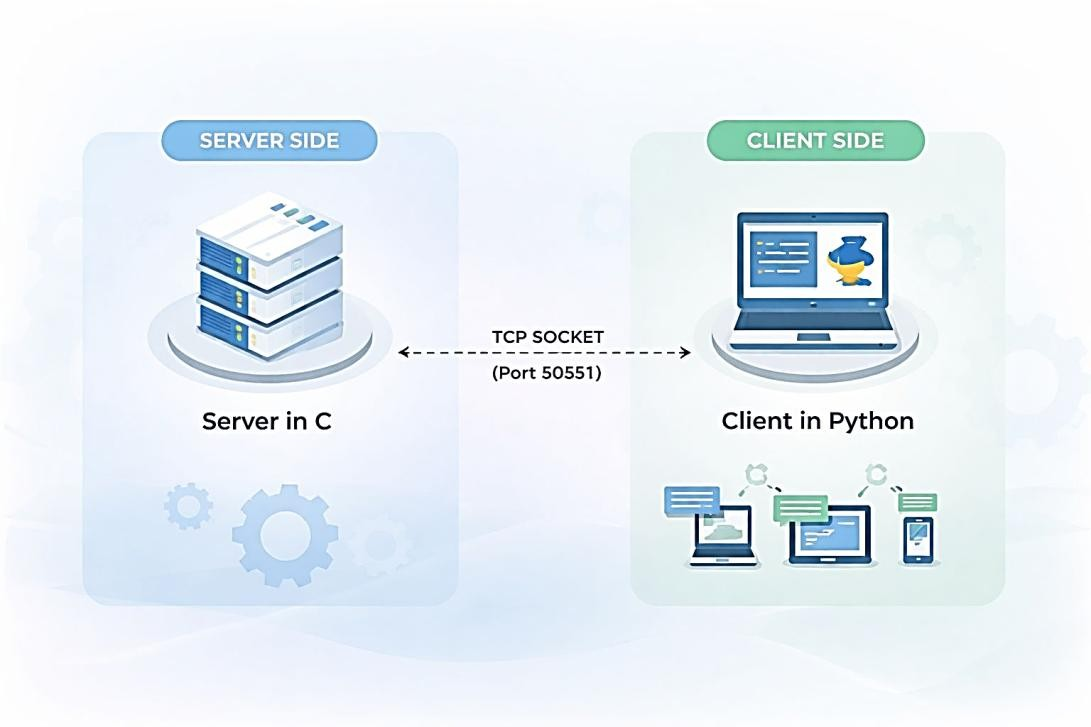 SERVER SIDE
CLIENT SIDE
TCP SOCKET
(Port 50551)
Server in C
Client in Python